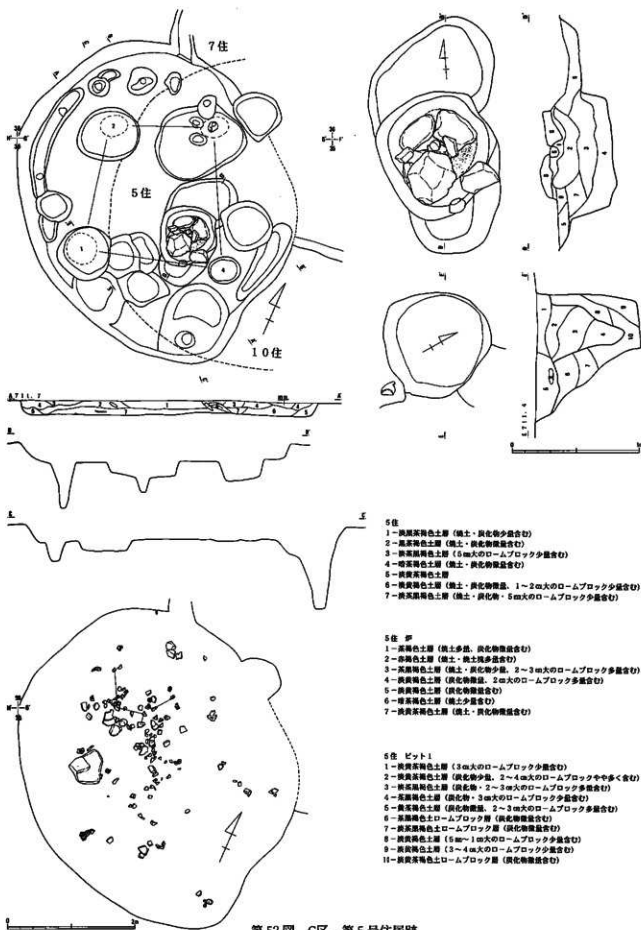 7住
5住
10住
5住
1-淡黒茶褐色土層（焼土・炭化物少量含む）
2-黒茶褐色土層（焼土・炭化物微量含む）
3-淡茶黒褐色土層（5㎜大のロームブロック少量含む）
4-暗茶褐色土層（焼土・炭化物微量含む）
5-淡黄茶褐色土層
6-淡黄褐色土層（焼土・炭化物微量、1～2㎝大のロームブロック少量含む）
7-淡茶黒褐色土層（焼土・炭化物・5㎜大のロームブロック少量含む）
5住 炉
1-茶褐色土層（焼土多量、炭化物微量含む）
2-赤褐色土層（焼土・焼土塊多量含む）
3-茶黒褐色土層（焼土・炭化物少量、2～3㎝大のロームブロック多量含む）
4-淡黄褐色土層（炭化物微量、2㎝大のロームブロック多量含む）
5-淡黄褐色土層（炭化物微量含む）
6-暗茶褐色土層（焼土少量含む）
7-淡黄茶褐色土層（焼土・炭化物微量含む）
5住 ピット1
1-淡黄茶褐色土層（3㎝大のロームブロック少量含む）
2-淡黄茶褐色土層（炭化物少量、2～4㎝大のロームブロックやや多く含む）
3-淡茶黒褐色土層（炭化物・2～3㎝大のロームブロック多量含む）
4-茶黒褐色土層（炭化物・3㎝大のロームブロック少量含む）
5-黄茶褐色土層（炭化物微量、2～3㎝大のロームブロック多量含む）
6-茶黒褐色土ロームブロック層（炭化物微量含む）
7-淡茶黒褐色土ロームブロック層（炭化物微量含む）
8-淡黄褐色土層（5㎜～1㎝大のロームブロック少量含む）
9-淡黄褐色土層（3～4㎝大のロームブロック少量含む）
10-淡黄茶褐色土ロームブロック層（炭化物微量含む）
0 2m
第52図 C区 第5号住居跡